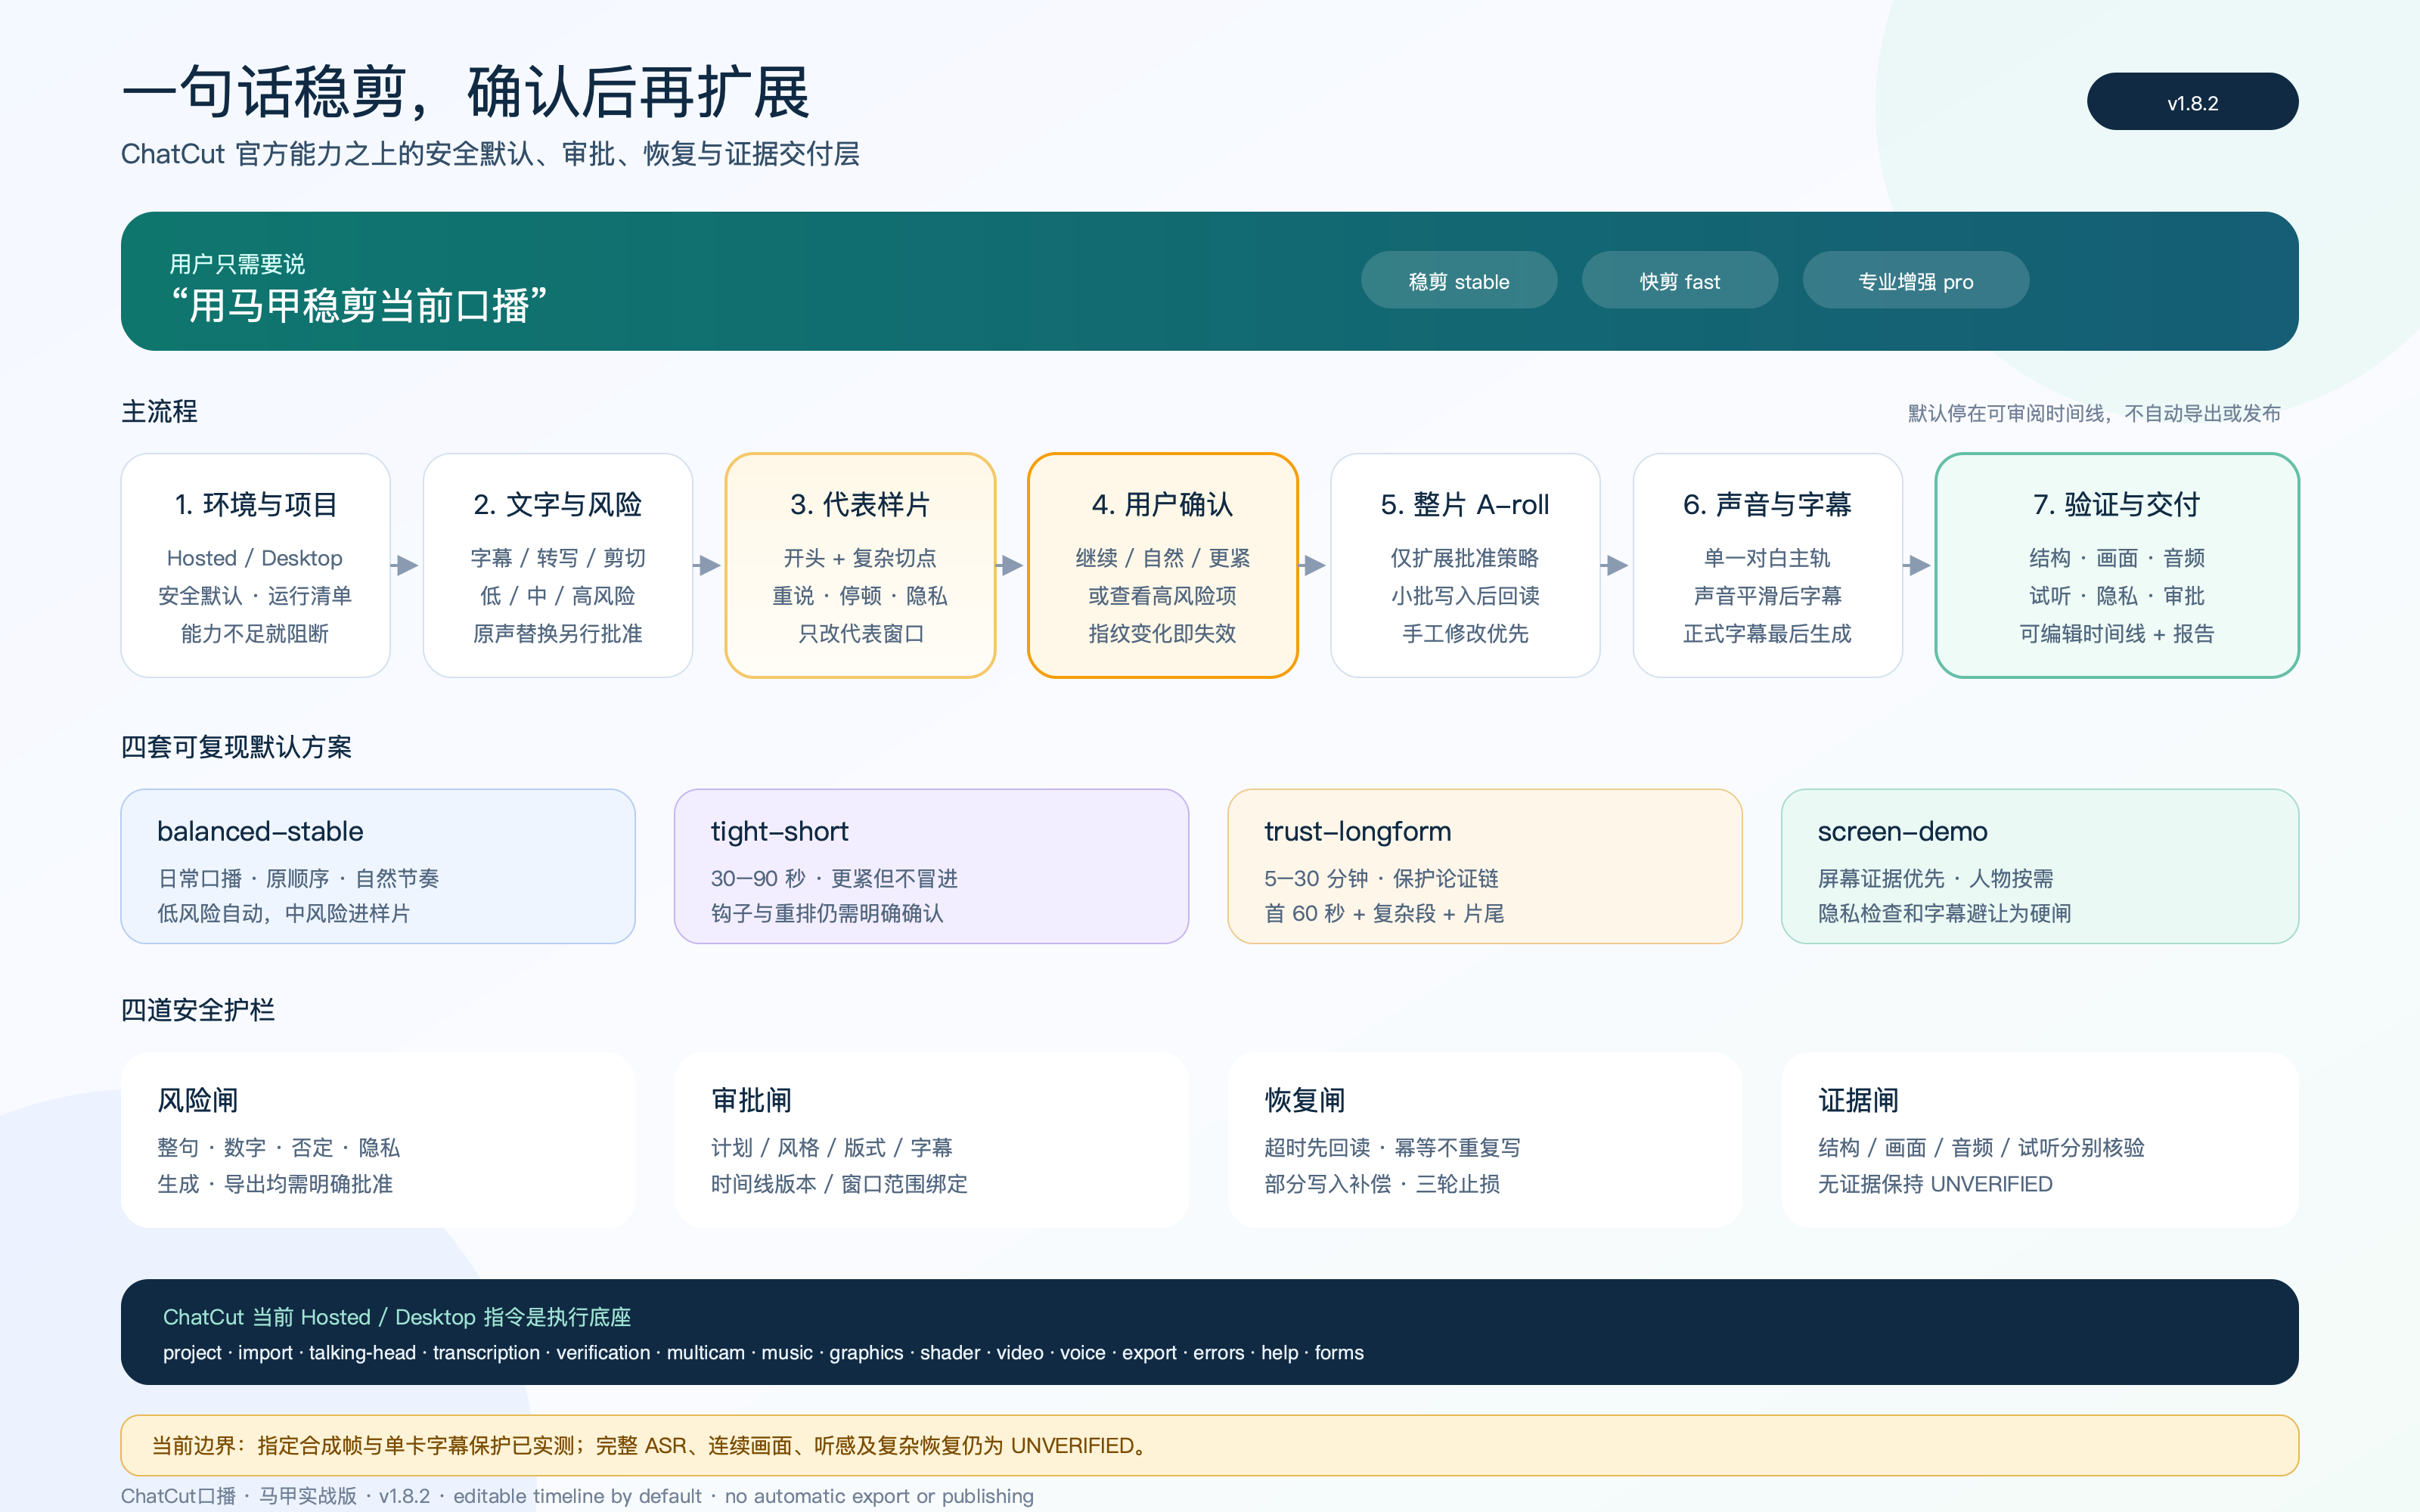 一句话稳剪，确认后再扩展
v1.8.2
ChatCut 官方能力之上的安全默认、审批、恢复与证据交付层
用户只需要说
“用马甲稳剪当前口播”
稳剪 stable
快剪 fast
专业增强 pro
主流程
默认停在可审阅时间线，不自动导出或发布
1. 环境与项目
Hosted / Desktop
安全默认 · 运行清单
能力不足就阻断
2. 文字与风险
字幕 / 转写 / 剪切
低 / 中 / 高风险
原声替换另行批准
3. 代表样片
开头 + 复杂切点
重说 · 停顿 · 隐私
只改代表窗口
4. 用户确认
继续 / 自然 / 更紧
或查看高风险项
指纹变化即失效
5. 整片 A-roll
仅扩展批准策略
小批写入后回读
手工修改优先
6. 声音与字幕
单一对白主轨
声音平滑后字幕
正式字幕最后生成
7. 验证与交付
结构 · 画面 · 音频
试听 · 隐私 · 审批
可编辑时间线 + 报告
四套可复现默认方案
balanced-stable
日常口播 · 原顺序 · 自然节奏
低风险自动，中风险进样片
tight-short
30—90 秒 · 更紧但不冒进
钩子与重排仍需明确确认
trust-longform
5—30 分钟 · 保护论证链
首 60 秒 + 复杂段 + 片尾
screen-demo
屏幕证据优先 · 人物按需
隐私检查和字幕避让为硬闸
四道安全护栏
风险闸
整句 · 数字 · 否定 · 隐私
生成 · 导出均需明确批准
审批闸
计划 / 风格 / 版式 / 字幕
时间线版本 / 窗口范围绑定
恢复闸
超时先回读 · 幂等不重复写
部分写入补偿 · 三轮止损
证据闸
结构 / 画面 / 音频 / 试听分别核验
无证据保持 UNVERIFIED
ChatCut 当前 Hosted / Desktop 指令是执行底座
project · import · talking-head · transcription · verification · multicam · music · graphics · shader · video · voice · export · errors · help · forms
当前边界：指定合成帧与单卡字幕保护已实测；完整 ASR、连续画面、听感及复杂恢复仍为 UNVERIFIED。
ChatCut口播 · 马甲实战版 · v1.8.2 · editable timeline by default · no automatic export or publishing